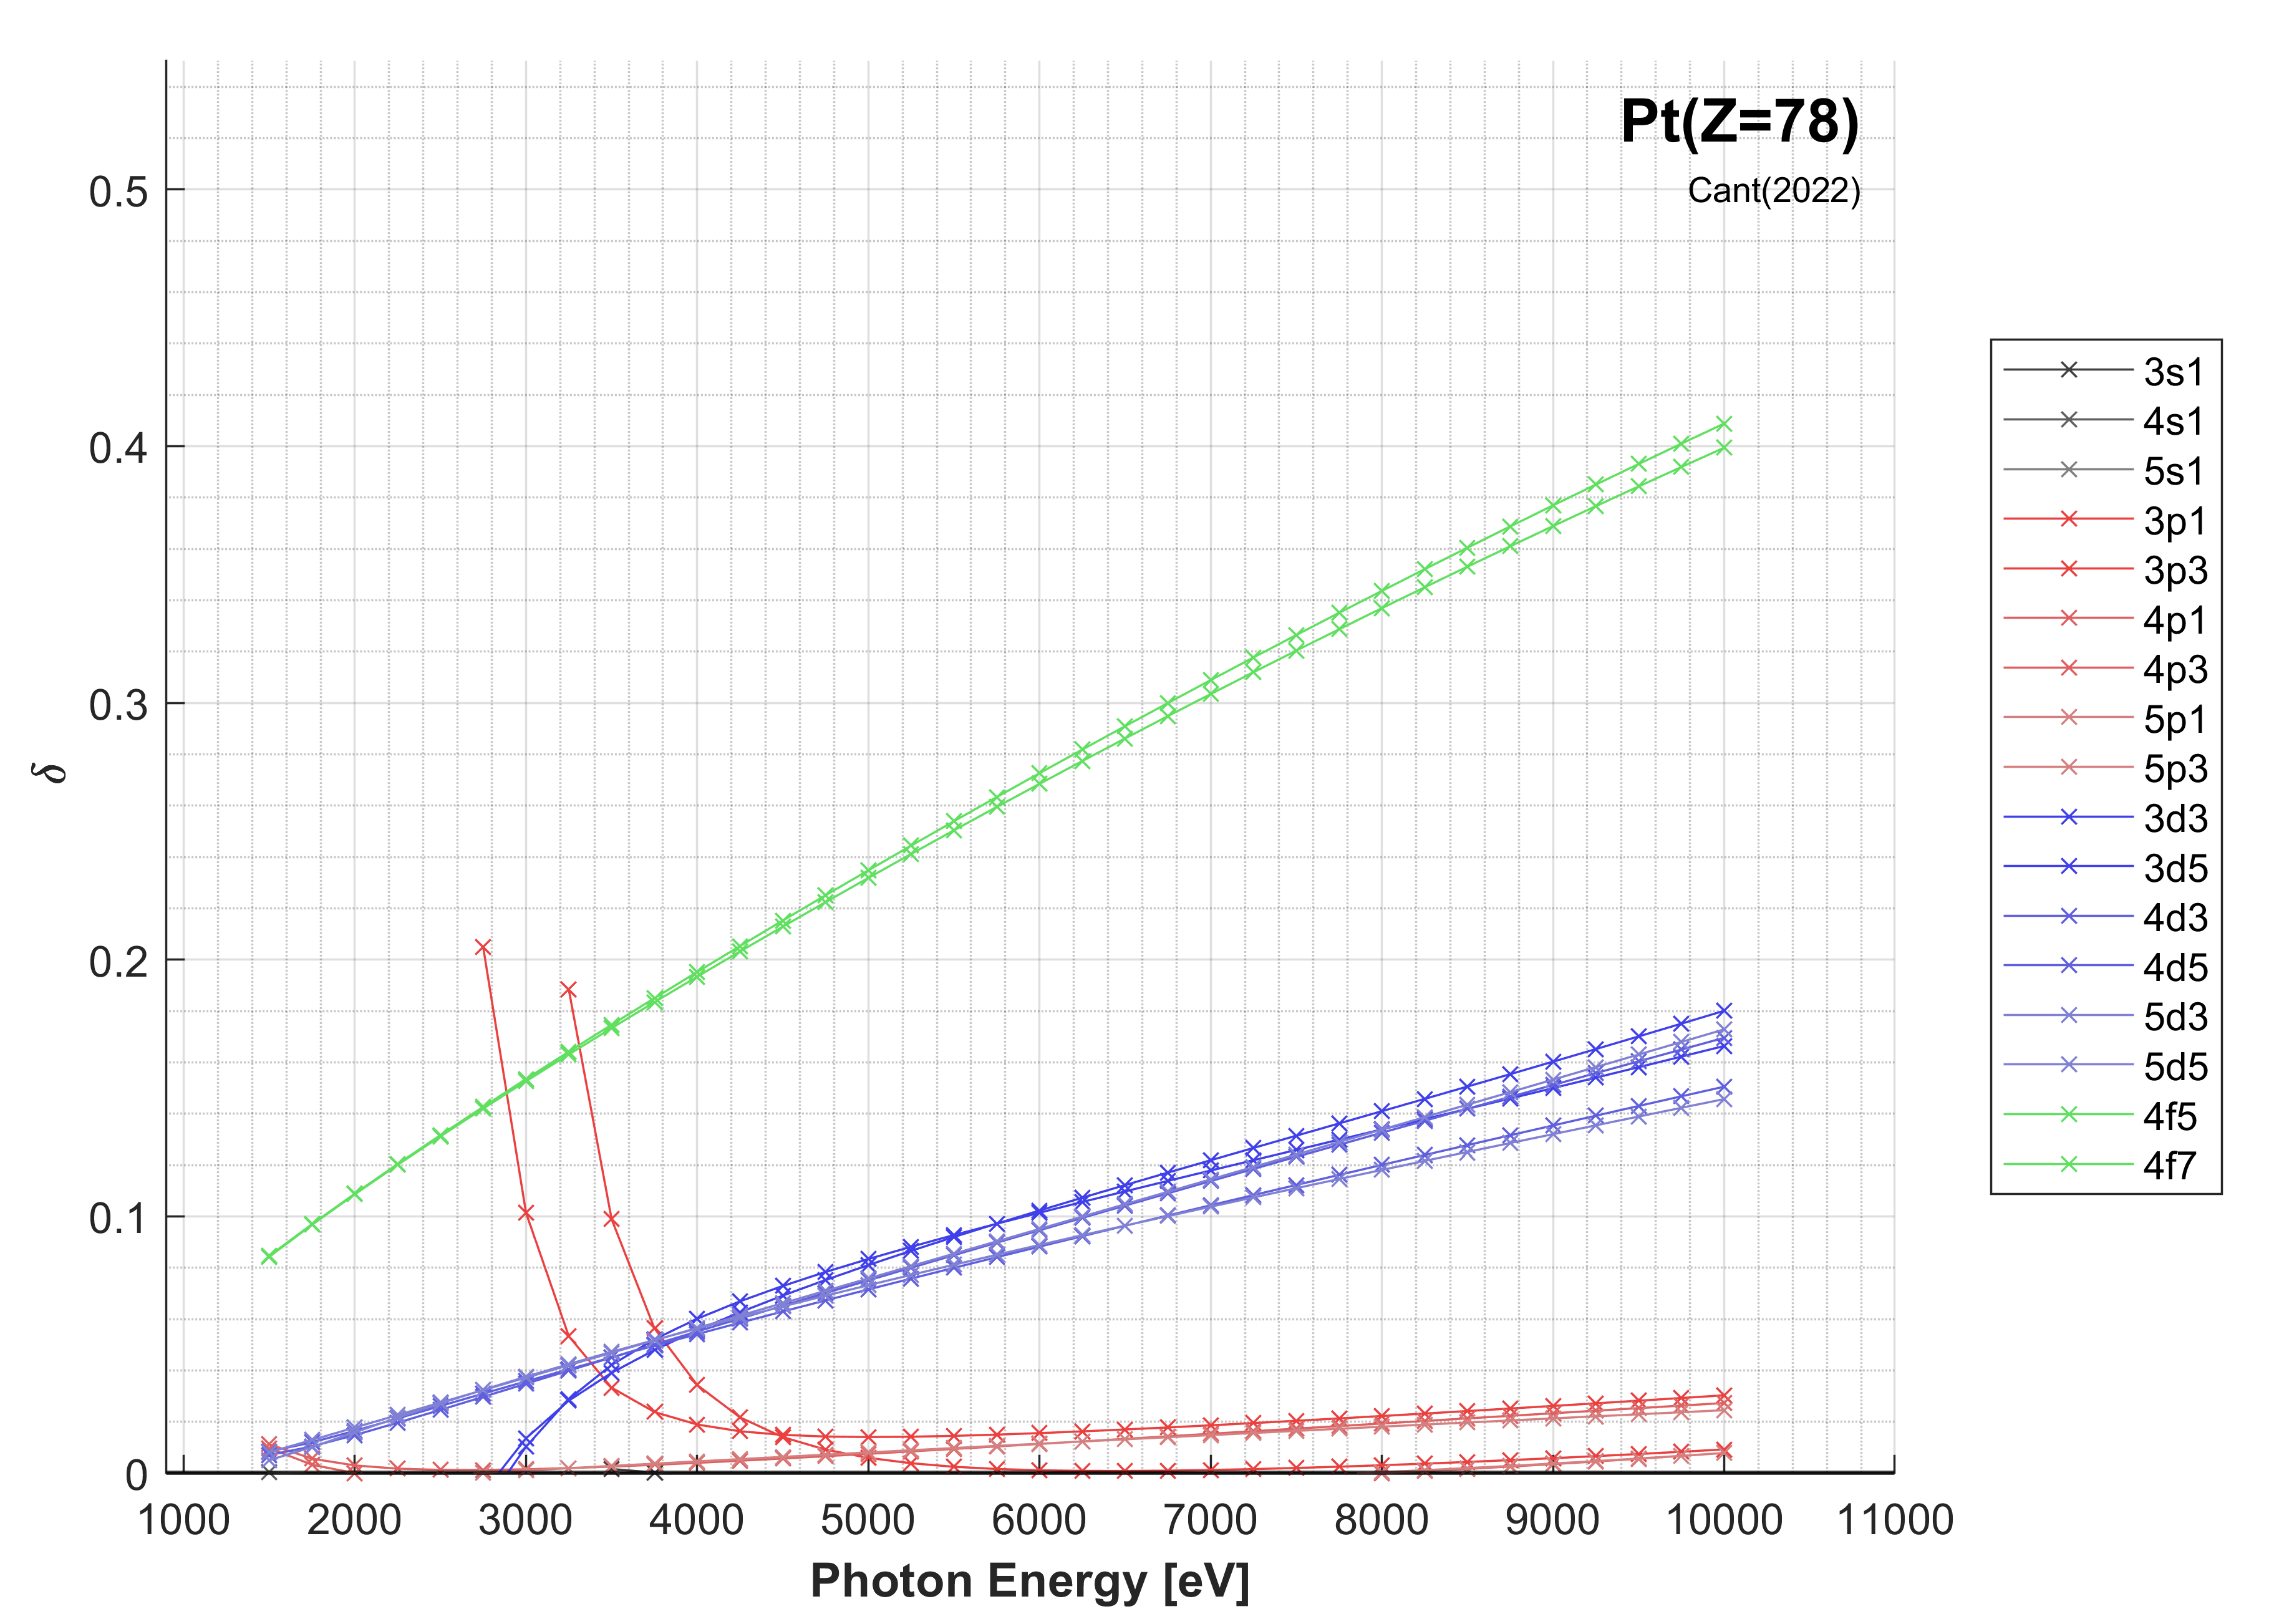 Pt(Z=78)
Cant(2022)
0.5
0.4
0.3
0.2
0.1
0
δ
1000 2000 3000 4000 5000 6000 7000 8000 9000 10000 11000
Photon Energy [eV]
3s1
4s1
5s1
3p1
3p3
4p1
4p3
5p1
5p3
3d3
3d5
4d3
4d5
5d3
5d5
4f5
4f7